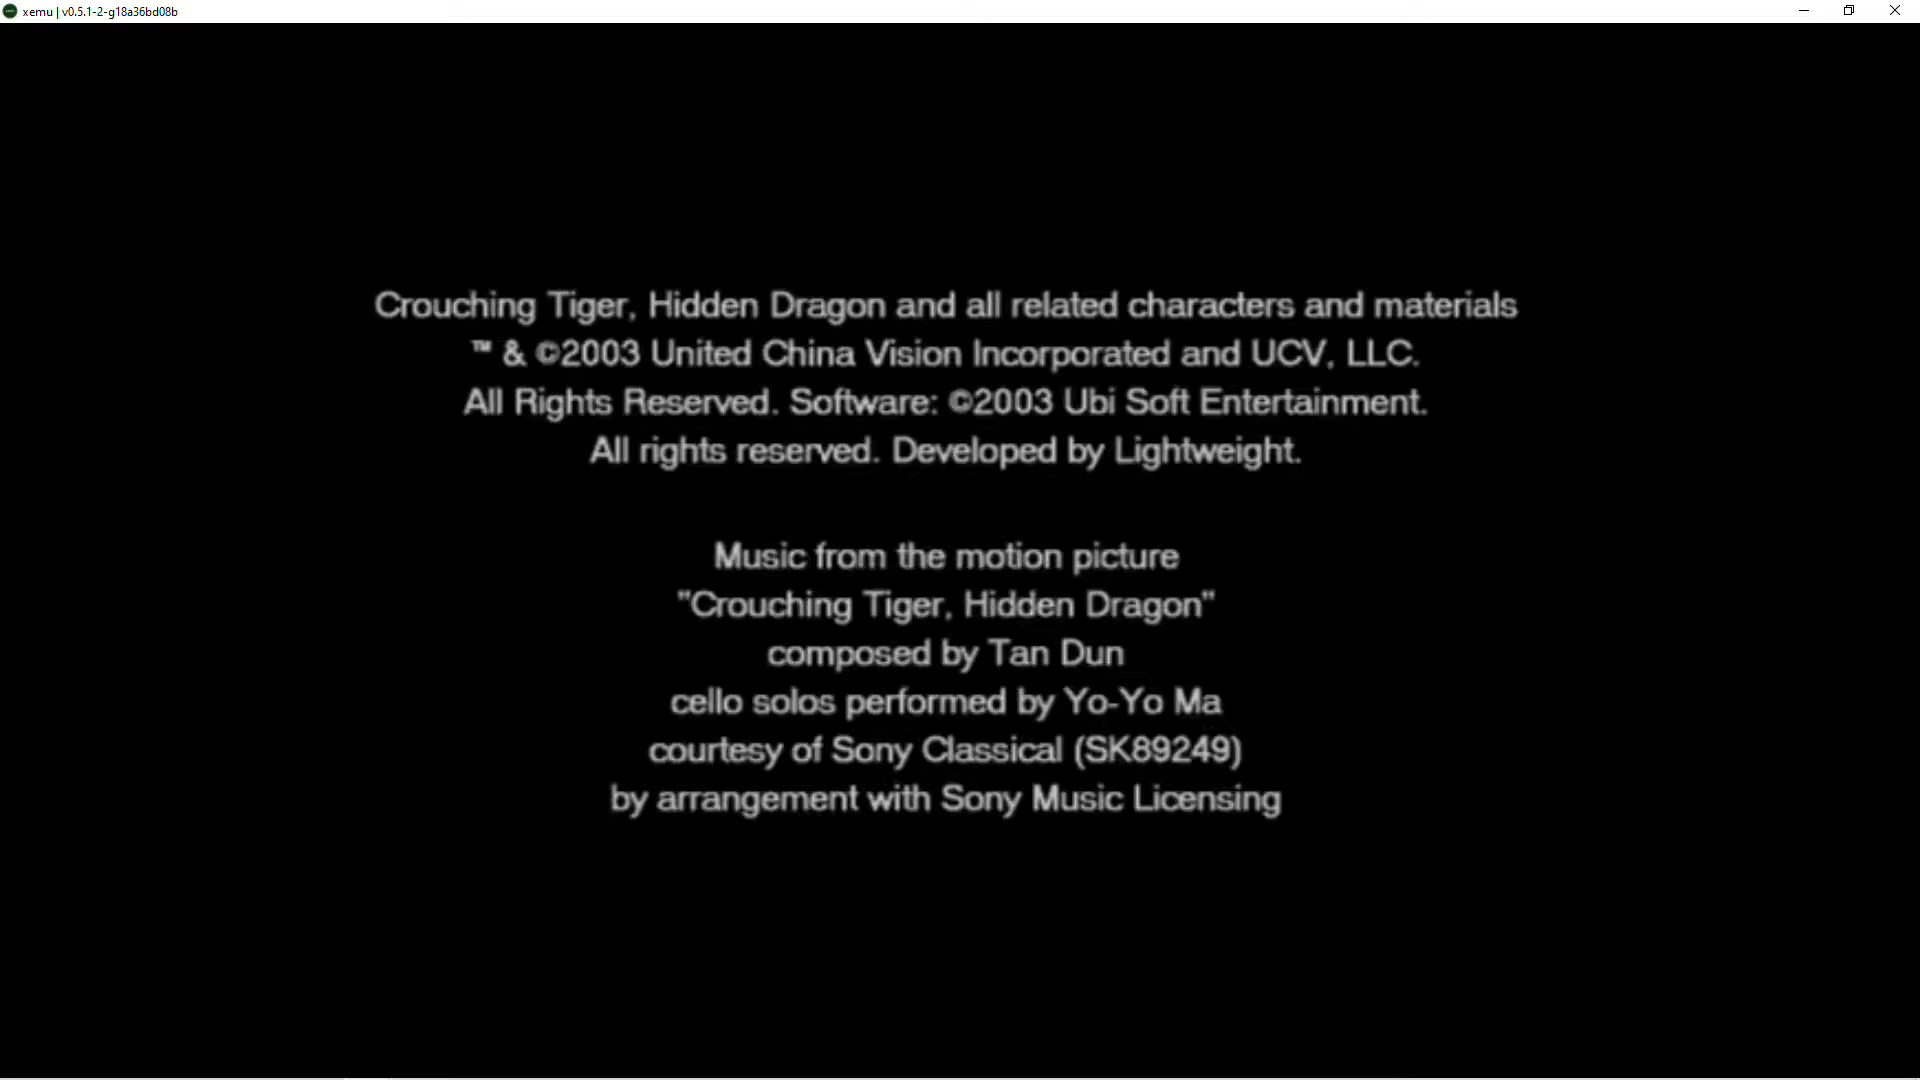 xemu | v0.5.1-2-g18a36bd08b
Crouching Tiger, Hidden Dragon and all related characters and materials
™ & ©2003 United China Vision Incorporated and UCV, LLC.
All Rights Reserved. Software: ©2003 Ubi Soft Entertainment.
All rights reserved. Developed by Lightweight.
Music from the motion picture
"Crouching Tiger, Hidden Dragon"
composed by Tan Dun
cello solos performed by Yo-Yo Ma
courtesy of Sony Classical (SK89249)
by arrangement with Sony Music Licensing